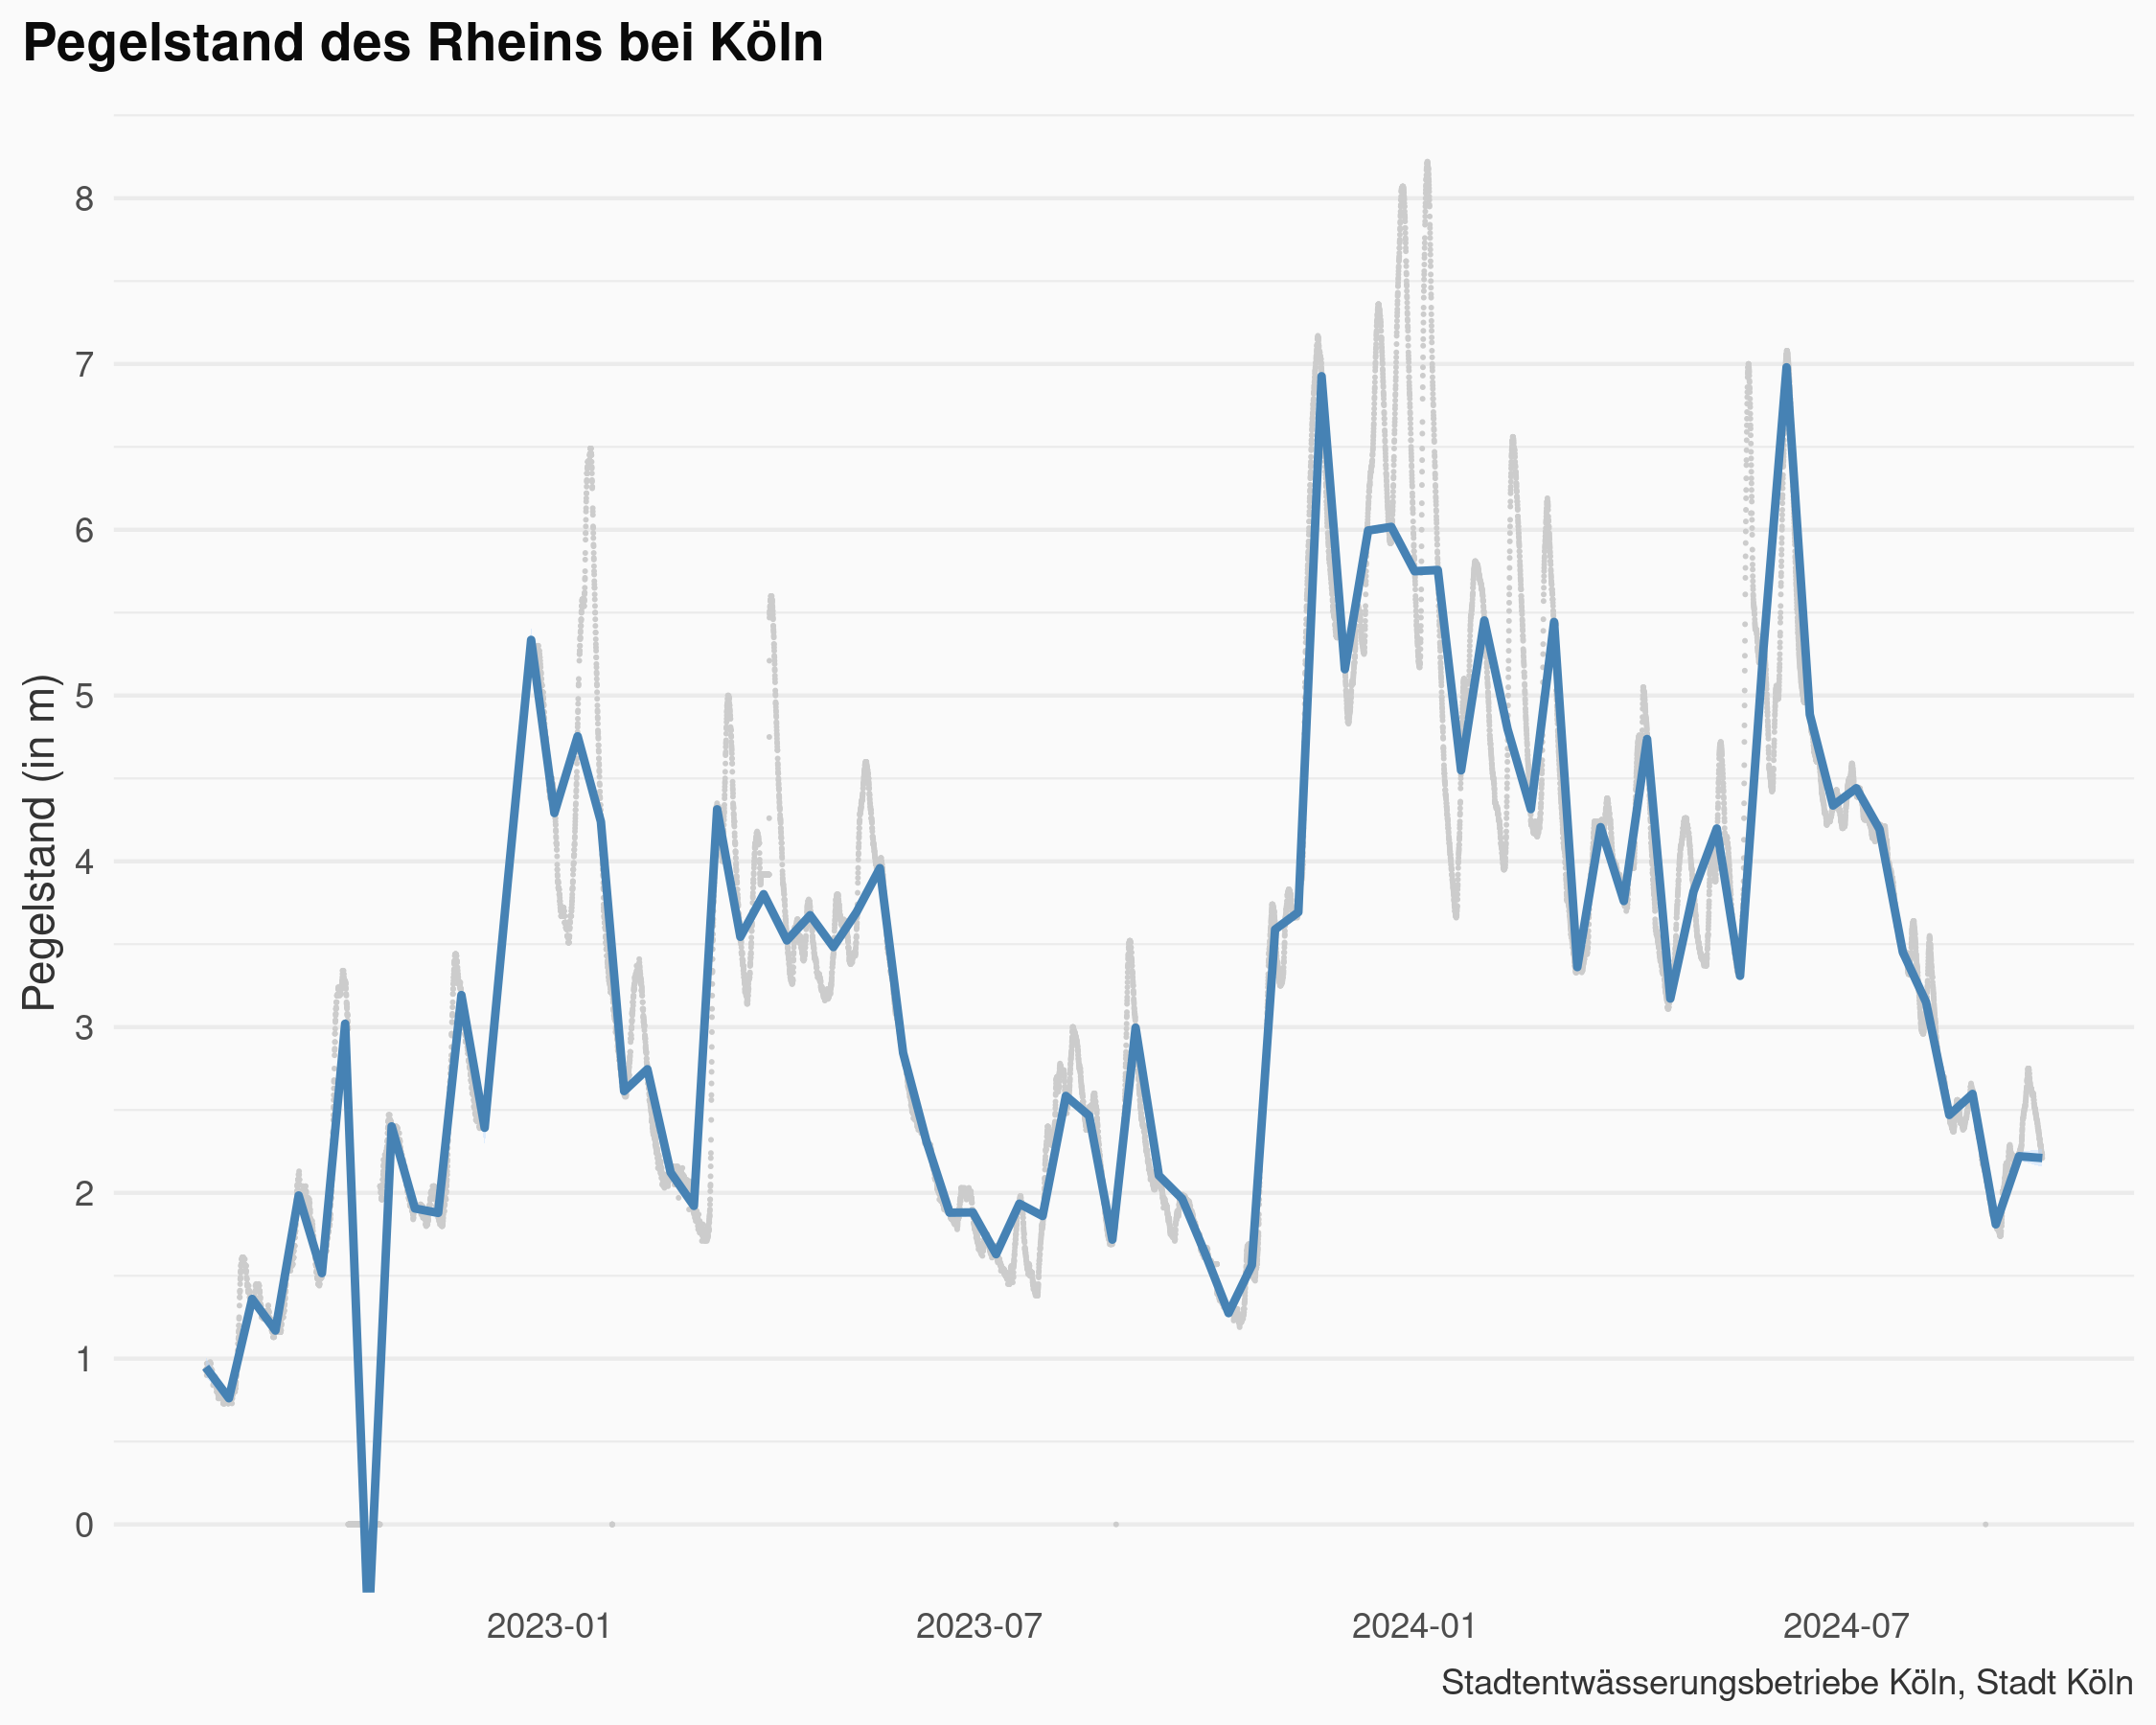 Pegelstand des Rheins bei Köln
Pegelstand (in m)
8
7
6
5
4
3
2
1
0
2023-01 2023-07 2024-01 2024-07
Stadtentwässerungsbetriebe Köln, Stadt Köln